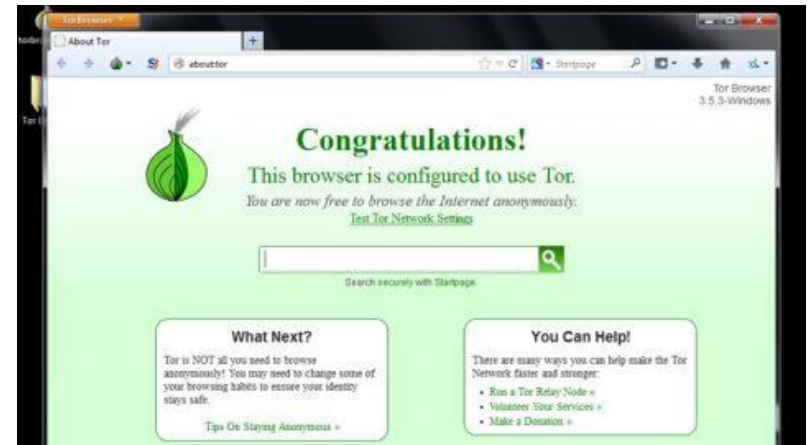 TorBrowser
About Tor
+
about:tor
Startpage
Tor Browser
3.5.3-Windows
Congratulations!
This browser is configured to use Tor.
You are now free to browse the Internet anonymously.
Test Tor Network Settings
Search securely with Startpage.
What Next?
Tor is NOT all you need to browse
anonymously! You may need to change some of
your browsing habits to ensure your identity
stays safe.
Tips On Staying Anonymous »
You Can Help!
There are many ways you can help make the Tor
Network faster and stronger:
• Run a Tor Relay Node »
• Volunteer Your Services »
• Make a Donation »